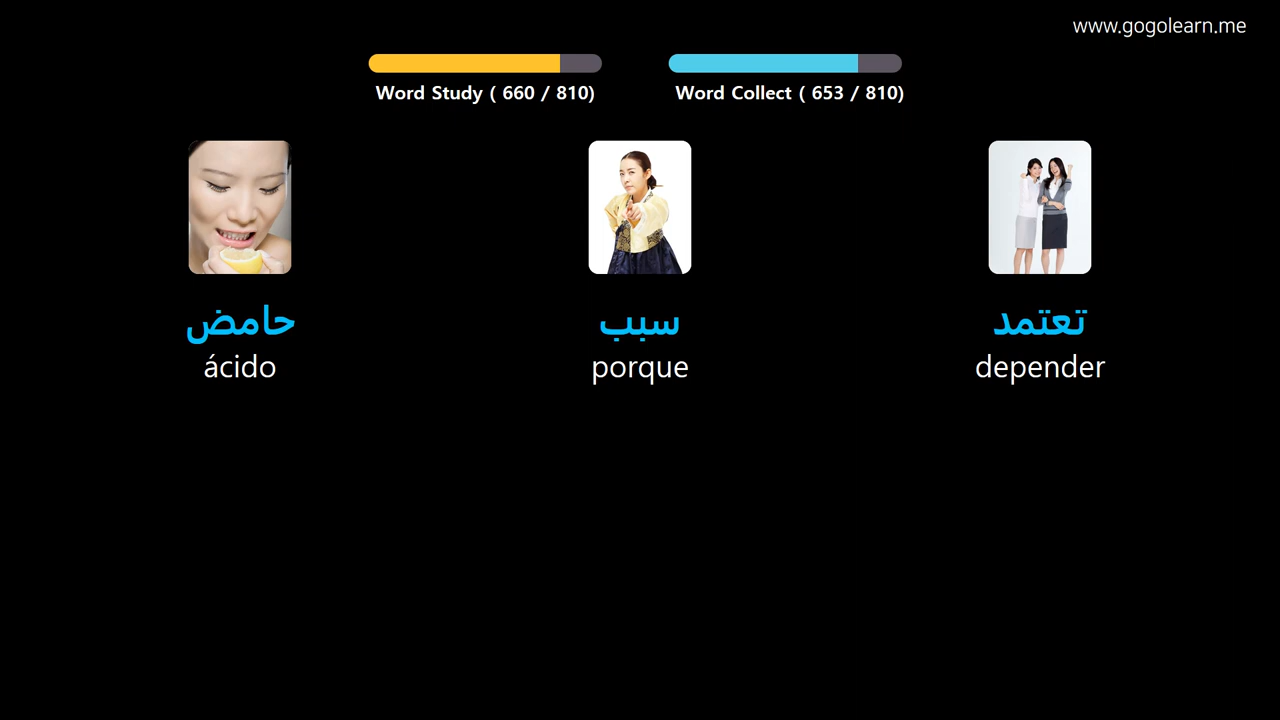 www.gogolearn.me
Word Study ( 660 / 810)
Word Collect ( 653 / 810)
حامض
ácido
سبب
porque
تعتمد
depender